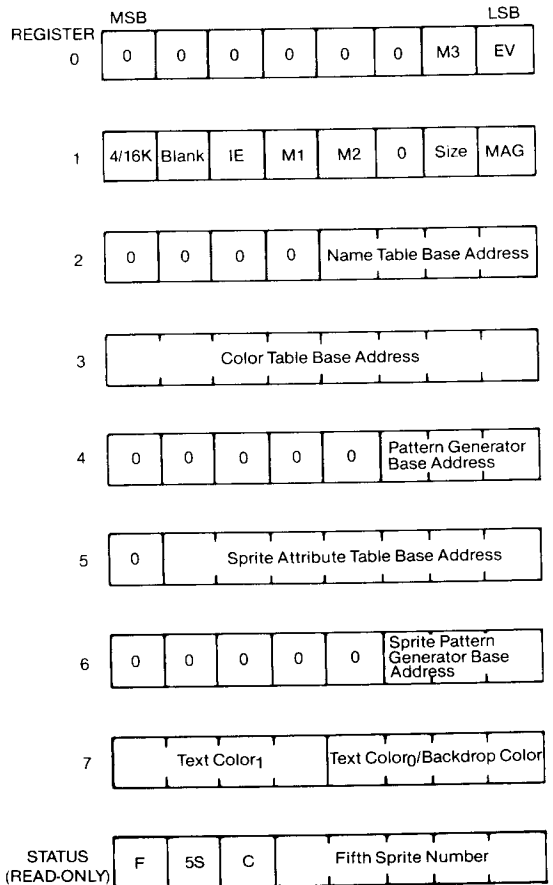 MSB LSB
REGISTER
0 0 0 0 0 0 0 M3 EV
1 4/16K Blank IE M1 M2 0 Size MAG
2 0 0 0 0 Name Table Base Address
3 Color Table Base Address
4 0 0 0 0 0 Pattern Generator
Base Address
5 0 Sprite Attribute Table Base Address
6 0 0 0 0 0 Sprite Pattern
Generator Base
Address
7 Text Color1 Text Color0/Backdrop Color
STATUS
(READ-ONLY) F 5S C Fifth Sprite Number